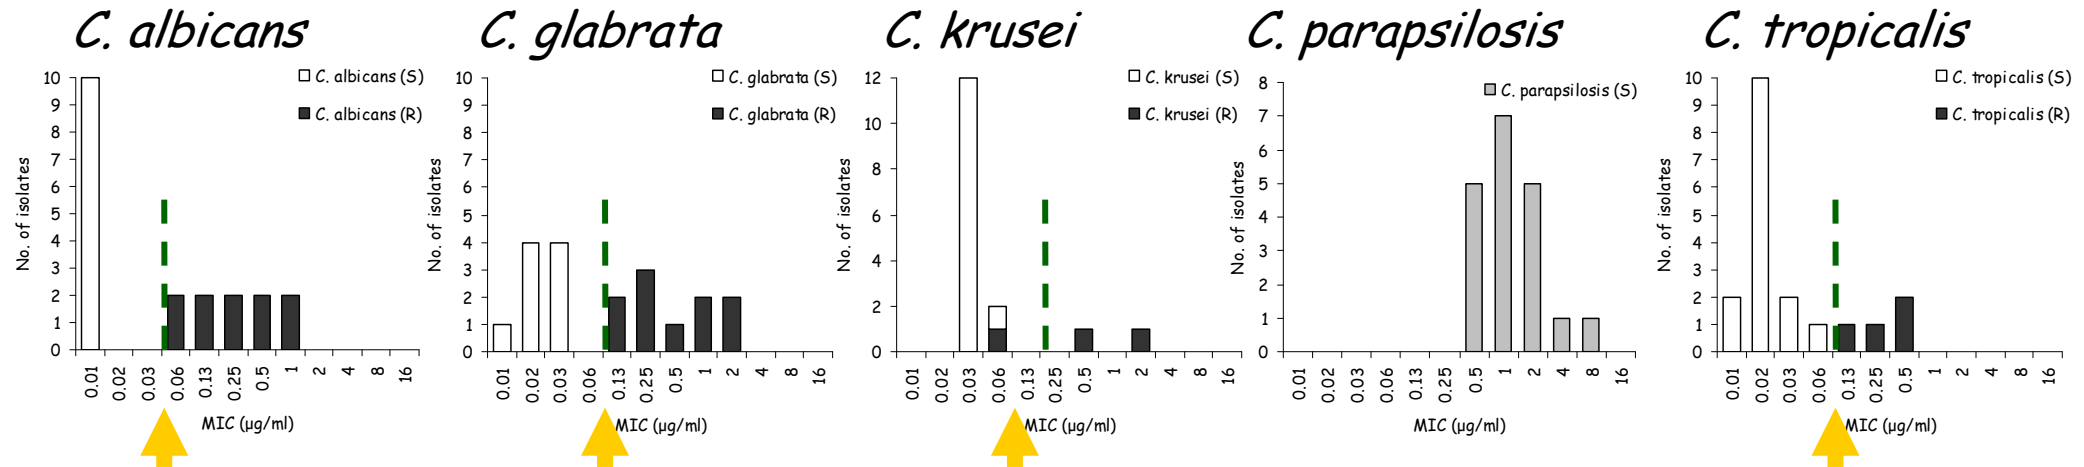 C. albicans
C. albicans (S)
C. albicans (R)
No. of isolates
10
9
8
7
6
5
4
3
2
1
0
0.01 0.02 0.03 0.06 0.13 0.25 0.5 1 2 4 8 16
MIC (μg/ml)
C. glabrata
C. glabrata (S)
C. glabrata (R)
No. of isolates
10
9
8
7
6
5
4
3
2
1
0
0.01 0.02 0.03 0.06 0.13 0.25 0.5 1 2 4 8 16
MIC (μg/ml)
C. krusei
C. krusei (S)
C. krusei (R)
No. of isolates
12
10
8
6
4
2
0
0.01 0.02 0.03 0.06 0.13 0.25 0.5 1 2 4 8 16
MIC (μg/ml)
C. parapsilosis
C. parapsilosis (S)
No. of isolates
8
7
6
5
4
3
2
1
0
0.01 0.02 0.03 0.06 0.13 0.25 0.5 1 2 4 8 16
MIC (μg/ml)
C. tropicalis
C. tropicalis (S)
C. tropicalis (R)
No. of isolates
10
9
8
7
6
5
4
3
2
1
0
0.01 0.02 0.03 0.06 0.13 0.25 0.5 1 2 4 8 16
MIC (μg/ml)